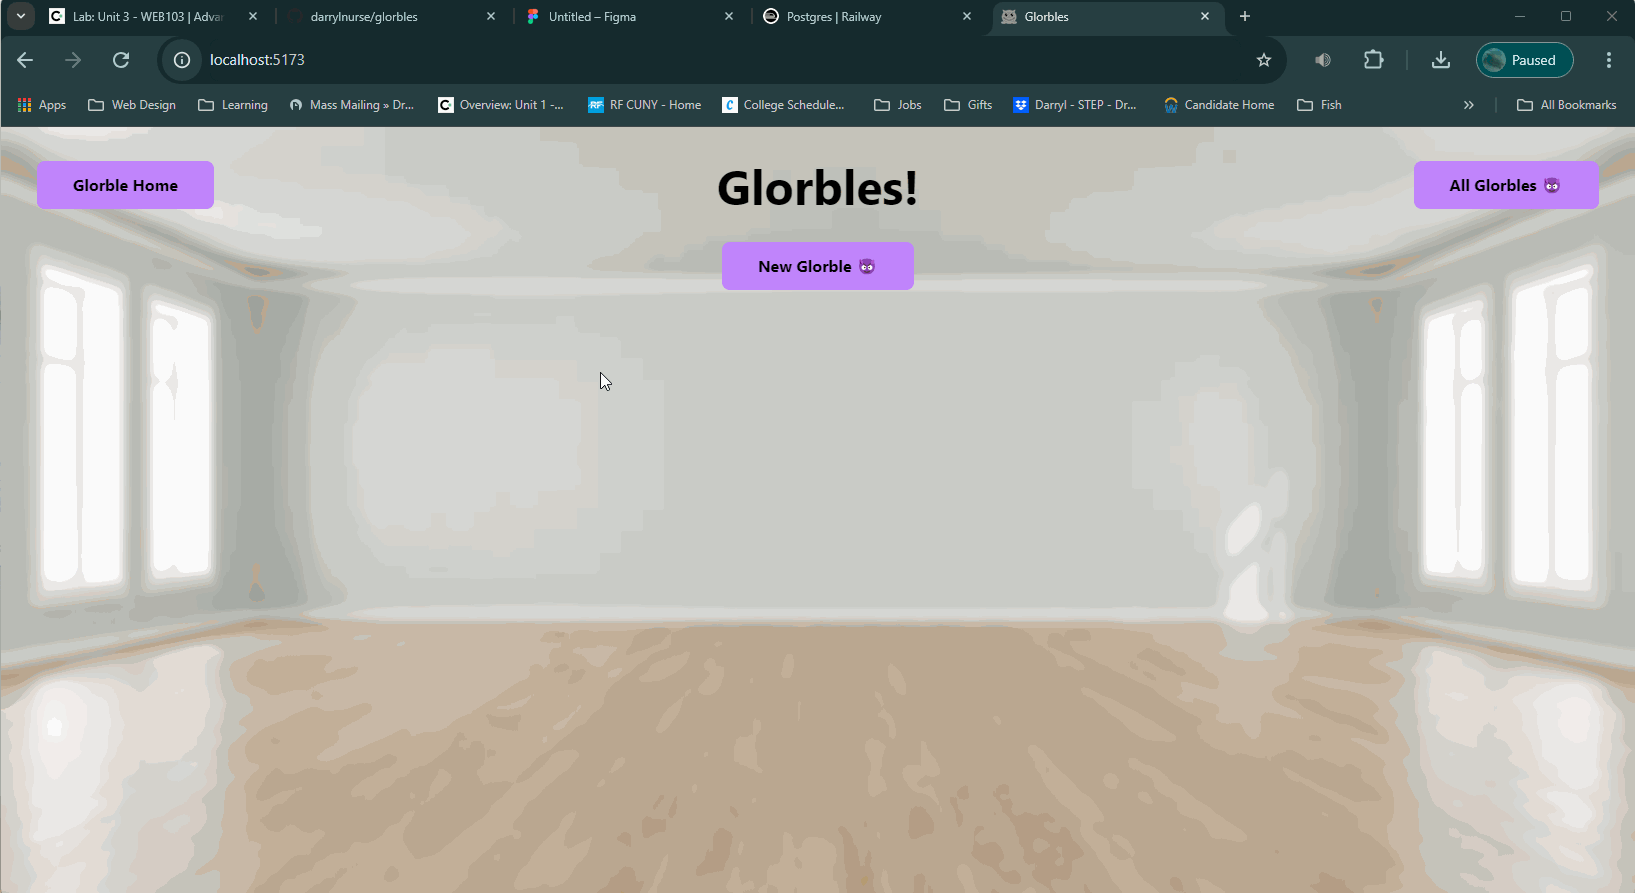 Lab: Unit 3 - WEB103 | Adva
darrylnurse/glorbles
Untitled – Figma
Postgres | Railway
Glorbles
localhost:5173
Paused
Apps
Web Design
Learning
Mass Mailing » Dr...
Overview: Unit 1 -...
RF CUNY - Home
College Schedule...
Jobs
Gifts
Darryl - STEP - Dr...
Candidate Home
Fish
All Bookmarks
Glorble Home
Glorbles!
All Glorbles 😈
New Glorble 😈